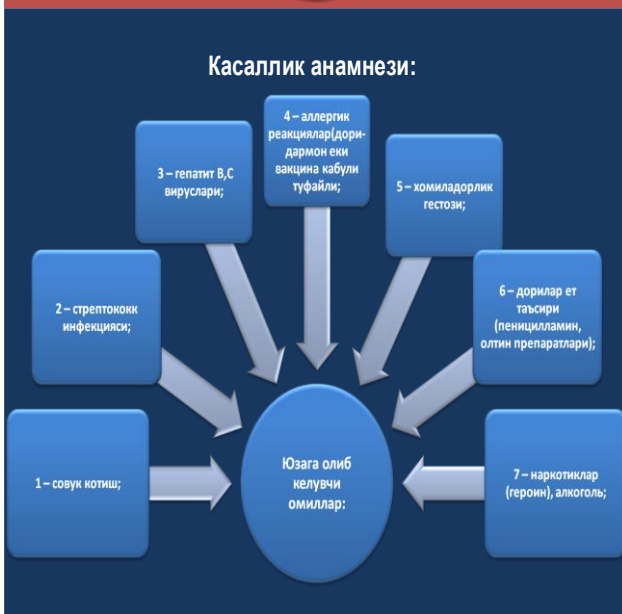 Касаллик анамнези:
4 – аллергик
реакциялар(дори-
дармон еки
вакцина кабули
туфайли;
3 – гепатит В,С
вируслари;
5 – хомиладорлик
гестози;
2 – стрептококк
инфекцияси;
6 – дорилар ет
таъсири
(пеницилламин,
олтин препаратлари);
1 – совук котиш;
Юзага олиб
келувчи
омиллар:
7 – наркотиклар
(героин), алкоголь;